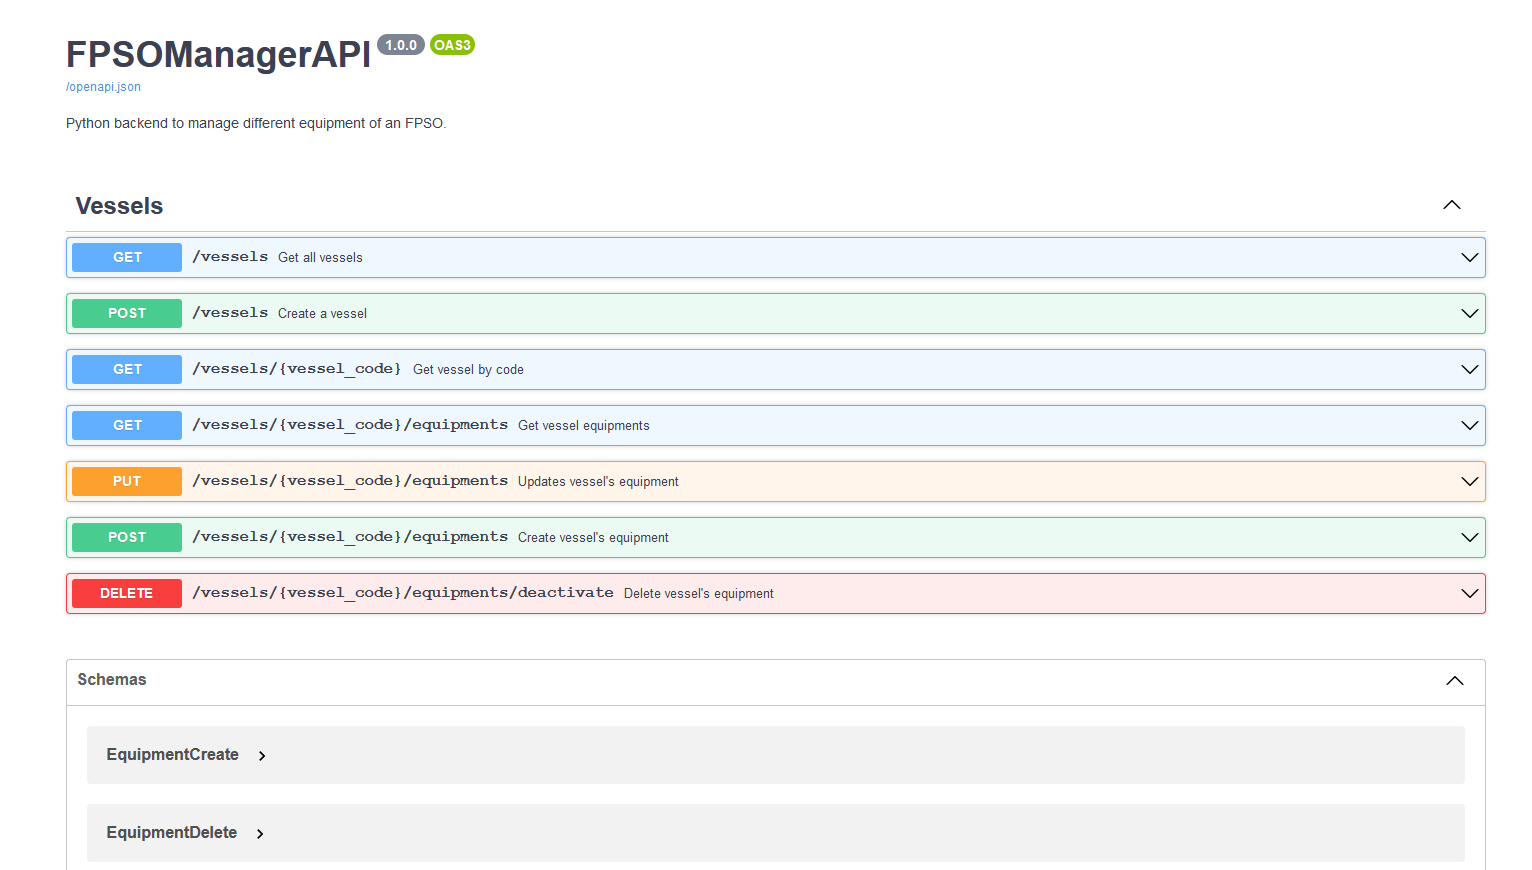 FPSOManagerAPI 1.0.0 OAS3
/openapi.json
Python backend to manage different equipment of an FPSO.
Vessels
GET /vessels Get all vessels
POST /vessels Create a vessel
GET /vessels/{vessel_code} Get vessel by code
GET /vessels/{vessel_code}/equipments Get vessel equipments
PUT /vessels/{vessel_code}/equipments Updates vessel's equipment
POST /vessels/{vessel_code}/equipments Create vessel's equipment
DELETE /vessels/{vessel_code}/equipments/deactivate Delete vessel's equipment
Schemas
EquipmentCreate
EquipmentDelete